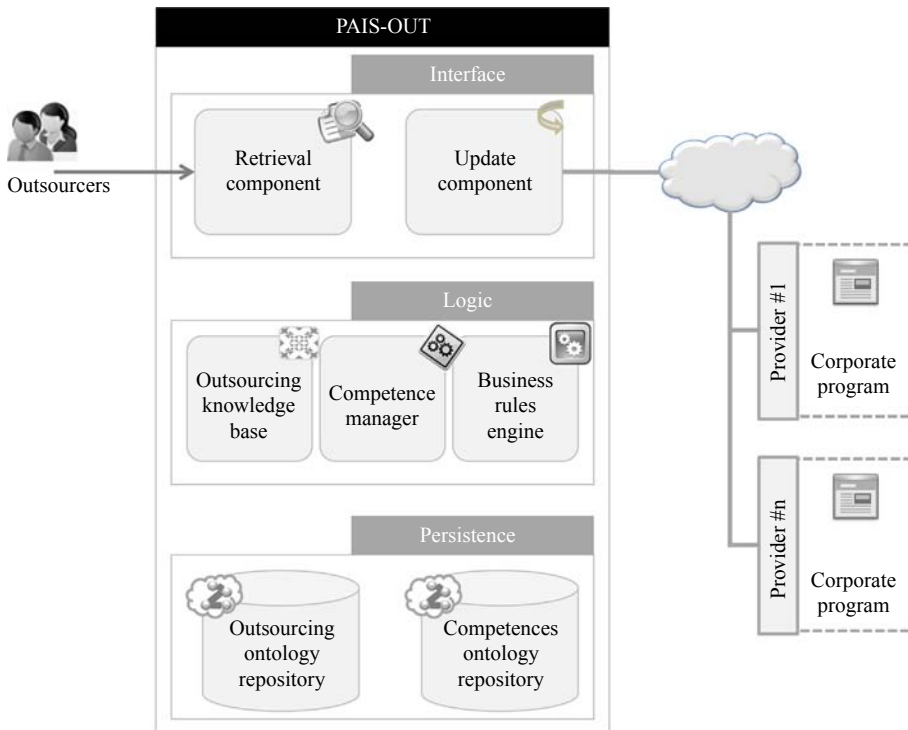 PAIS-OUT
Interface
Outsourcers
Retrieval
component
Update
component
Logic
Outsourcing
knowledge
base
Competence
manager
Business
rules
engine
Persistence
Outsourcing
ontology
repository
Competences
ontology
repository
Provider #1
Corporate
program
Provider #n
Corporate
program